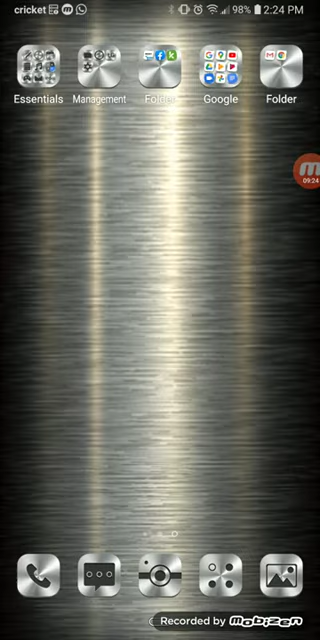 cricket 98% 2:24 PM
Essentials Management Folder Google Folder
09:24
Recorded by Mobizen